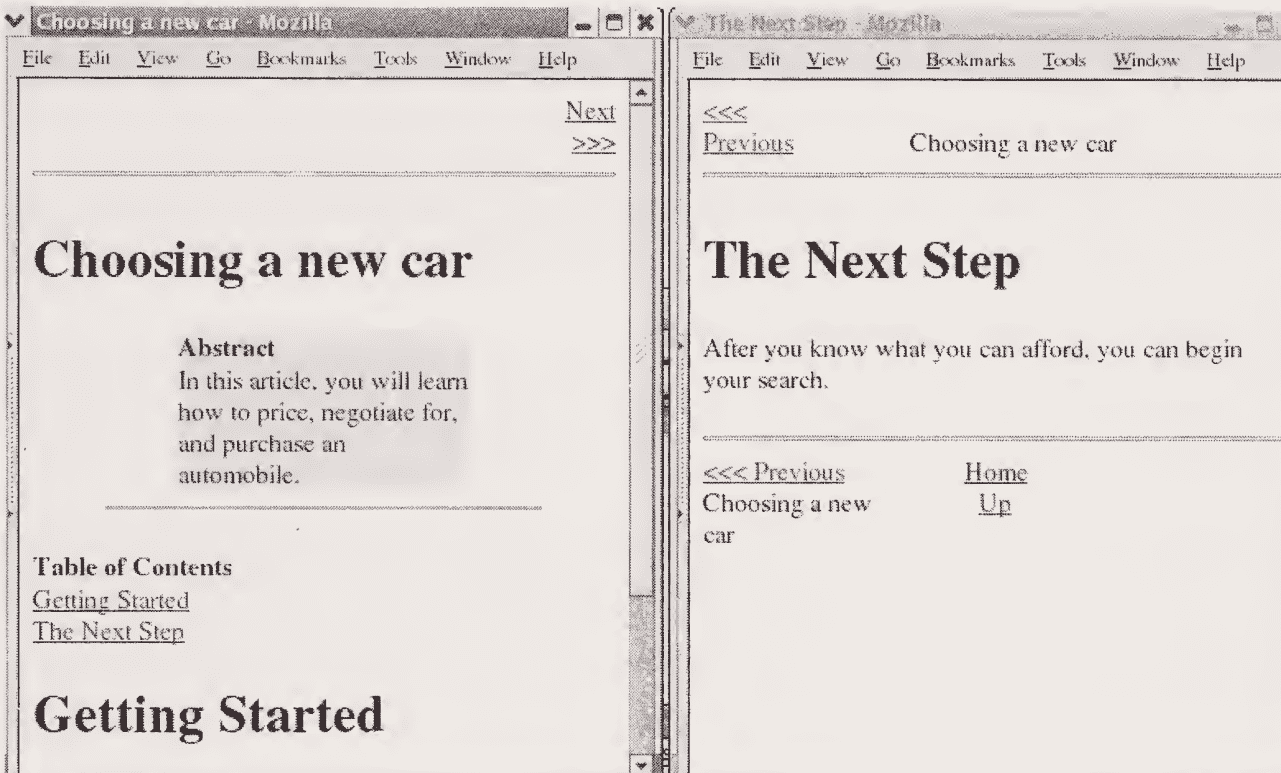 Choosing a new car - Mozilla
File Edit View Go Bookmarks Tools Window Help
Next
>>>
Choosing a new car
Abstract
In this article, you will learn
how to price, negotiate for,
and purchase an
automobile.
Table of Contents
Getting Started
The Next Step
Getting Started
The Next Step - Mozilla
File Edit View Go Bookmarks Tools Window Help
<<<
Previous Choosing a new car
The Next Step
After you know what you can afford, you can begin
your search.
<<< Previous Home
Choosing a new Up
car